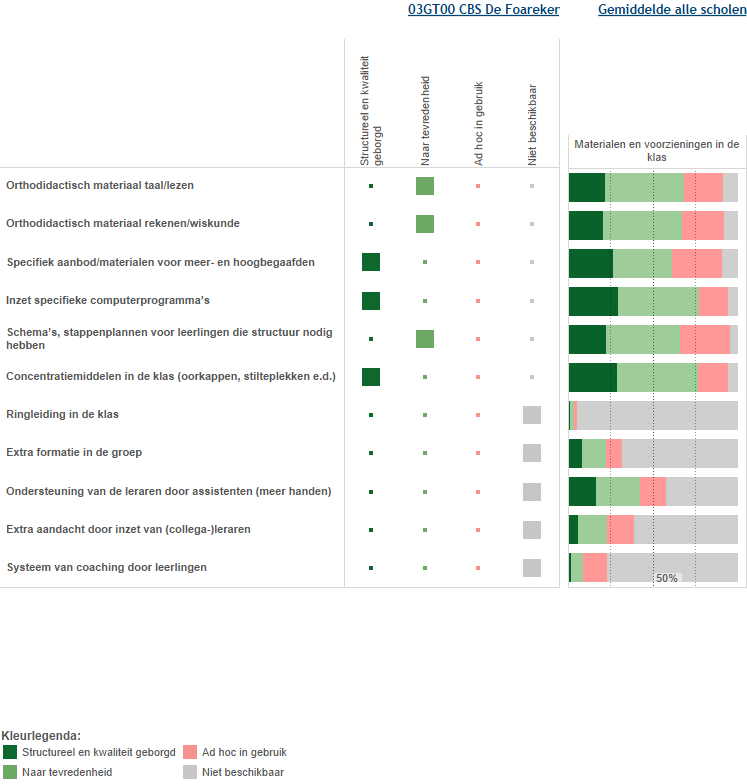 03GT00 CBS De Foareker
Gemiddelde alle scholen
Structureel en kwaliteit
geborgd
Naar tevredenheid
Ad hoc in gebruik
Niet beschikbaar
Materialen en voorzieningen in de
klas
Orthodidactisch materiaal taal/lezen
Orthodidactisch materiaal rekenen/wiskunde
Specifiek aanbod/materialen voor meer- en hoogbegaafden
Inzet specifieke computerprogramma's
Schema's, stappenplannen voor leerlingen die structuur nodig
hebben
Concentratiemiddelen in de klas (oorkappen, stilteplekken e.d.)
Ringleiding in de klas
Extra formatie in de groep
Ondersteuning van de leraren door assistenten (meer handen)
Extra aandacht door inzet van (collega-)leraren
Systeem van coaching door leerlingen
50%
Kleurlegenda:
Structureel en kwaliteit geborgd
Ad hoc in gebruik
Naar tevredenheid
Niet beschikbaar